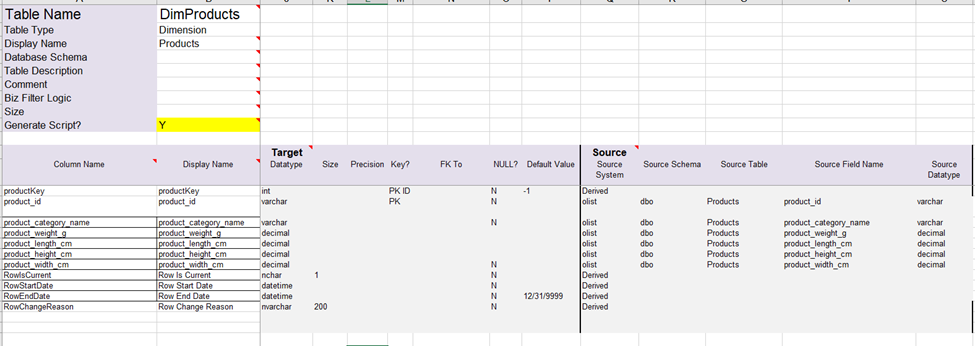 Table Name DimProducts
Table Type Dimension
Display Name Products
Database Schema
Table Description
Comment
Biz Filter Logic
Size
Generate Script? Y
Target Source
Column Name Display Name Datatype Size Precision Key? FK To NULL? Default Value Source System Source Schema Source Table Source Field Name Source Datatype
productKey productKey int PK ID N -1 Derived
product_id product_id varchar PK N olist dbo Products product_id varchar
product_category_name product_category_name varchar N olist dbo Products product_category_name varchar
product_weight_g product_weight_g decimal olist dbo Products product_weight_g decimal
product_length_cm product_length_cm decimal olist dbo Products product_length_cm decimal
product_height_cm product_height_cm decimal olist dbo Products product_height_cm decimal
product_width_cm product_width_cm decimal N olist dbo Products product_width_cm decimal
RowIsCurrent Row Is Current nchar 1 N Derived
RowStartDate Row Start Date datetime N Derived
RowEndDate Row End Date datetime N 12/31/9999 Derived
RowChangeReason Row Change Reason nvarchar 200 N Derived